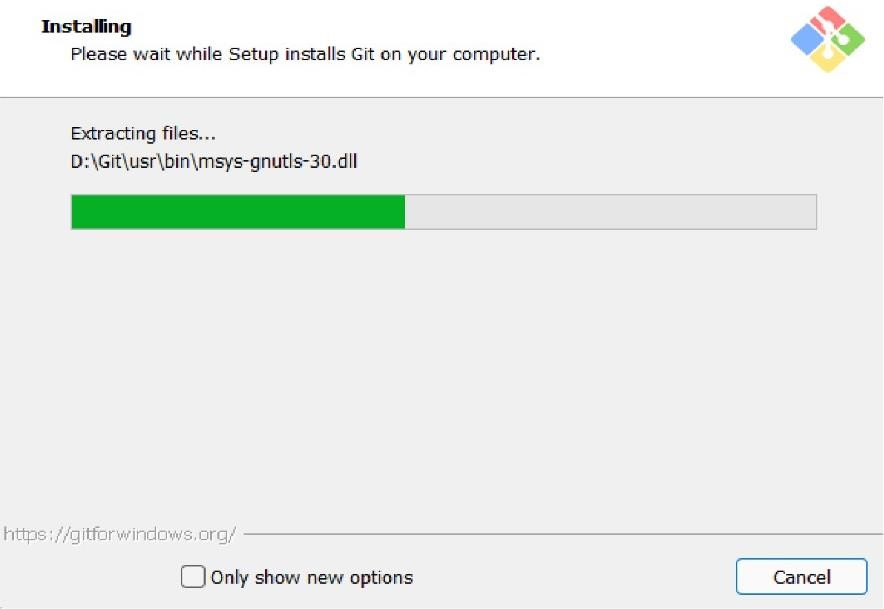 Installing
Please wait while Setup installs Git on your computer.
Extracting files...
D:\Git\usr\bin\msys-gnutls-30.dll
https://gitforwindows.org/
Only show new options
Cancel